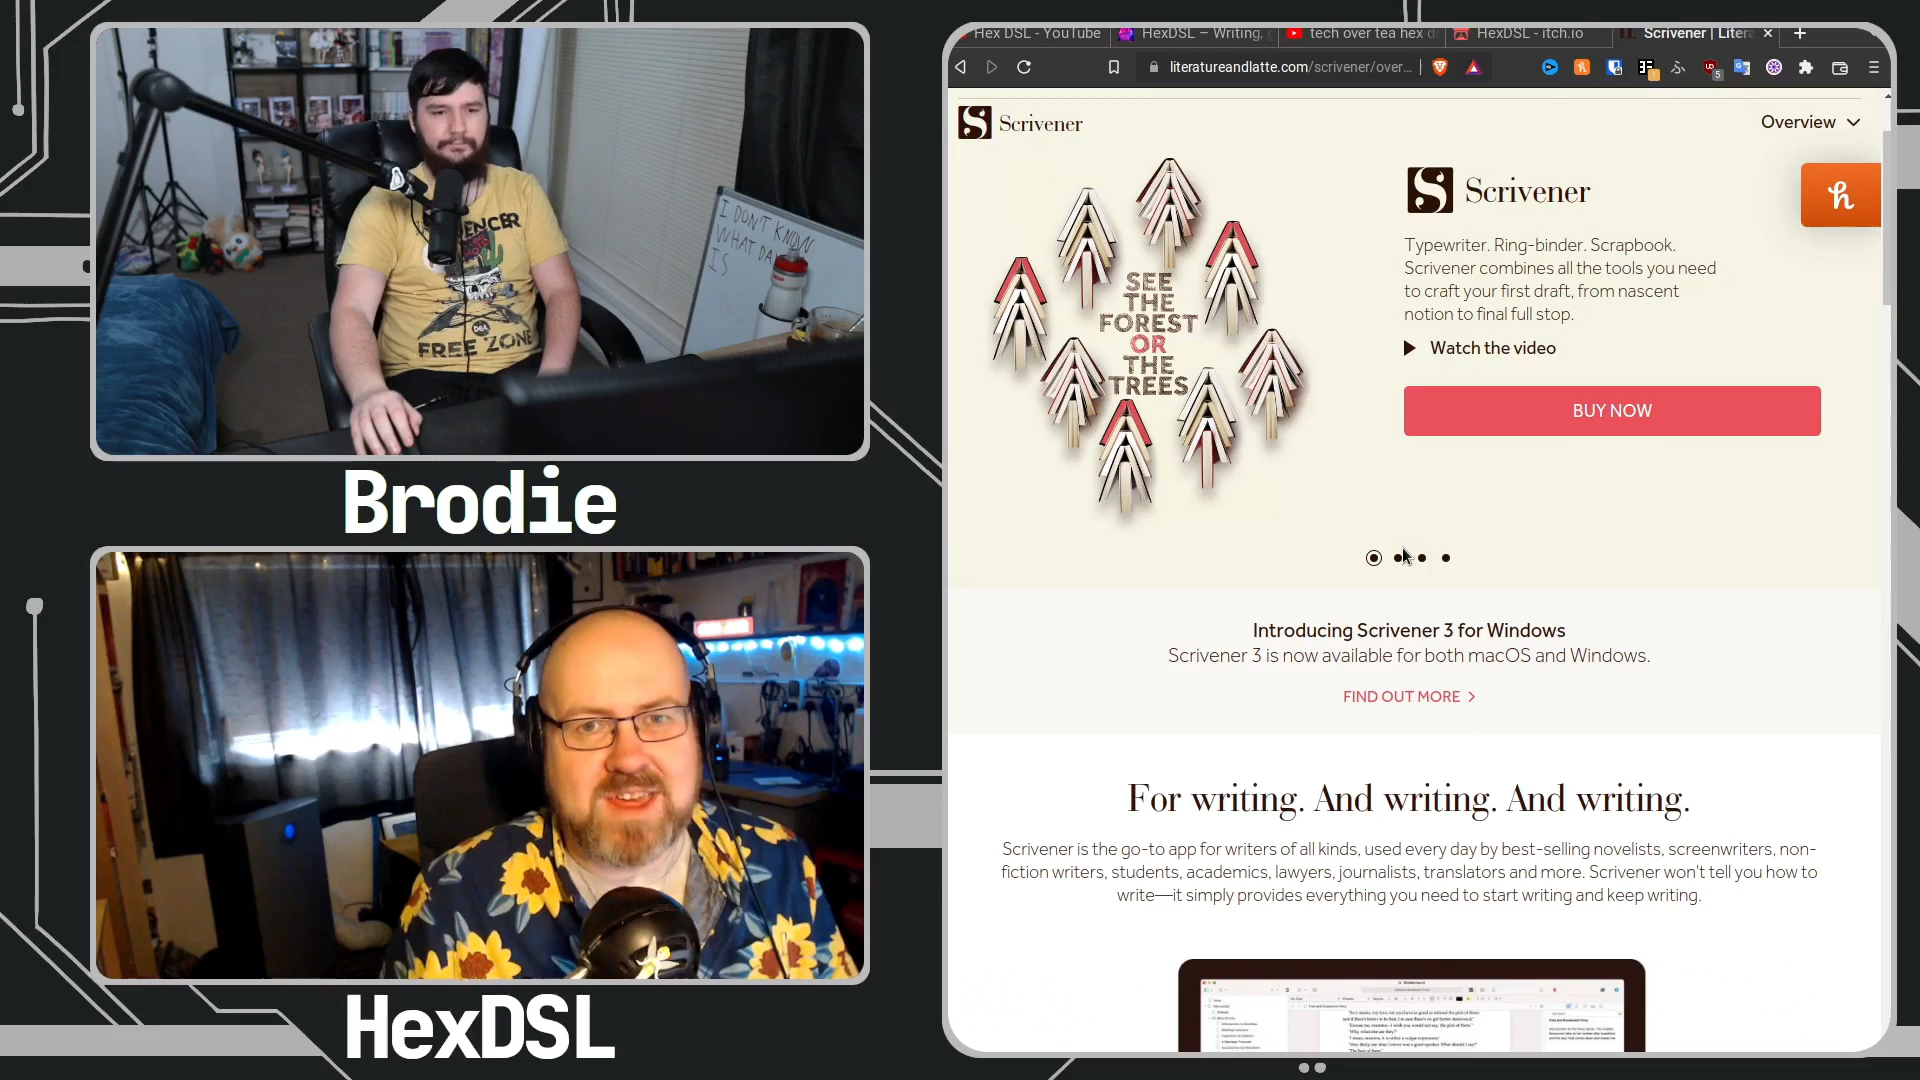 I DON'T KNOW
WHAT DAY
IS
FREE ZONE
Brodie
HexDSL
Hex DSL - YouTube
HexDSL – Writing,
tech over tea hex d
HexDSL - itch.io
Scrivener | Litera
literatureandlatte.com/scrivener/over...
5
Scrivener
Overview
SEE
THE
FOREST
OR
THE
TREES
Scrivener
Typewriter. Ring-binder. Scrapbook.
Scrivener combines all the tools you need
to craft your first draft, from nascent
notion to final full stop.
Watch the video
BUY NOW
Introducing Scrivener 3 for Windows
Scrivener 3 is now available for both macOS and Windows.
FIND OUT MORE
For writing. And writing. And writing.
Scrivener is the go-to app for writers of all kinds, used every day by best-selling novelists, screenwriters, non-
fiction writers, students, academics, lawyers, journalists, translators and more. Scrivener won't tell you how to
write—it simply provides everything you need to start writing and keep writing.